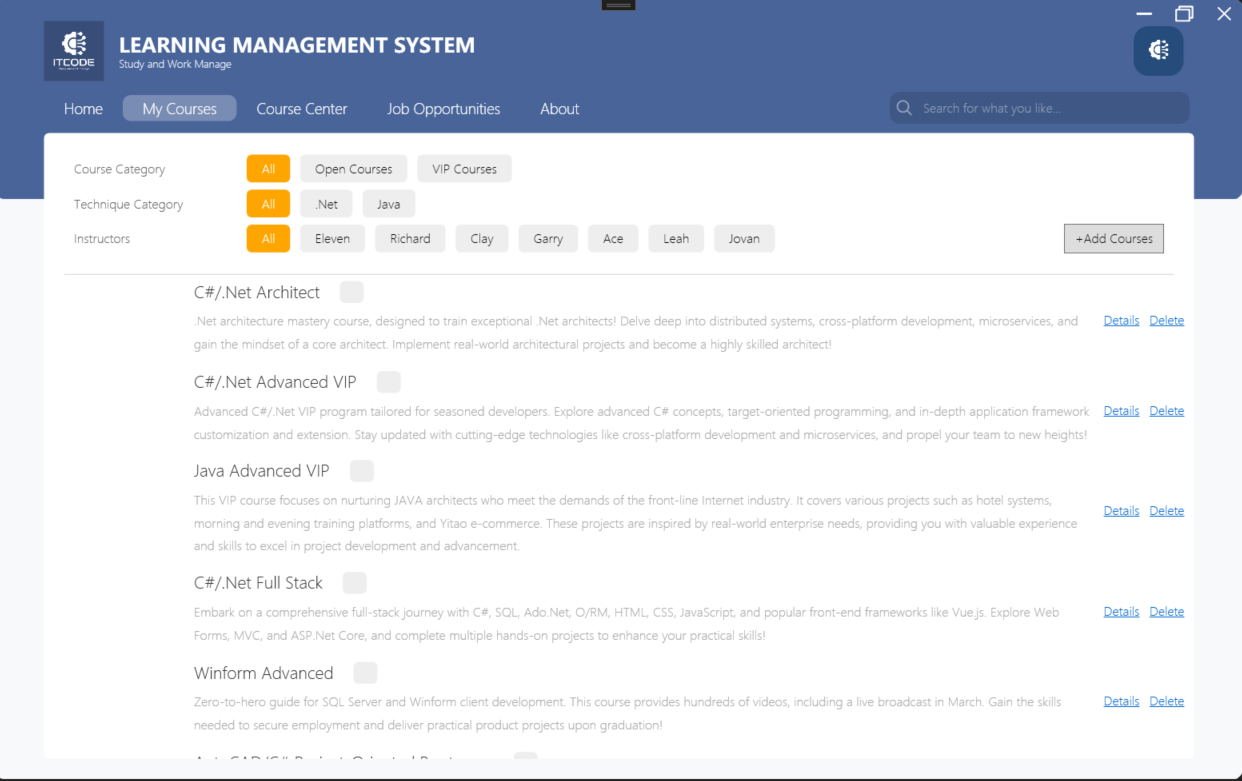 LEARNING MANAGEMENT SYSTEM
ITCODE
Study and Work Manage
Home My Courses Course Center Job Opportunities About Search for what you like...
Course Category All Open Courses VIP Courses
Technique Category All .Net Java
Instructors All Eleven Richard Clay Garry Ace Leah Jovan +Add Courses
C#/.Net Architect
.Net architecture mastery course, designed to train exceptional .Net architects! Delve deep into distributed systems, cross-platform development, microservices, and
Details Delete
gain the mindset of a core architect. Implement real-world architectural projects and become a highly skilled architect!
C#/.Net Advanced VIP
Advanced C#/.Net VIP program tailored for seasoned developers. Explore advanced C# concepts, target-oriented programming, and in-depth application framework
Details Delete
customization and extension. Stay updated with cutting-edge technologies like cross-platform development and microservices, and propel your team to new heights!
Java Advanced VIP
This VIP course focuses on nurturing JAVA architects who meet the demands of the front-line Internet industry. It covers various projects such as hotel systems,
Details Delete
morning and evening training platforms, and Yitao e-commerce. These projects are inspired by real-world enterprise needs, providing you with valuable experience
and skills to excel in project development and advancement.
C#/.Net Full Stack
Embark on a comprehensive full-stack journey with C#, SQL, Ado.Net, O/RM, HTML, CSS, JavaScript, and popular front-end frameworks like Vue.js. Explore Web
Details Delete
Forms, MVC, and ASP.Net Core, and complete multiple hands-on projects to enhance your practical skills!
Winform Advanced
Zero-to-hero guide for SQL Server and Winform client development. This course provides hundreds of videos, including a live broadcast in March. Gain the skills
Details Delete
needed to secure employment and deliver practical product projects upon graduation!